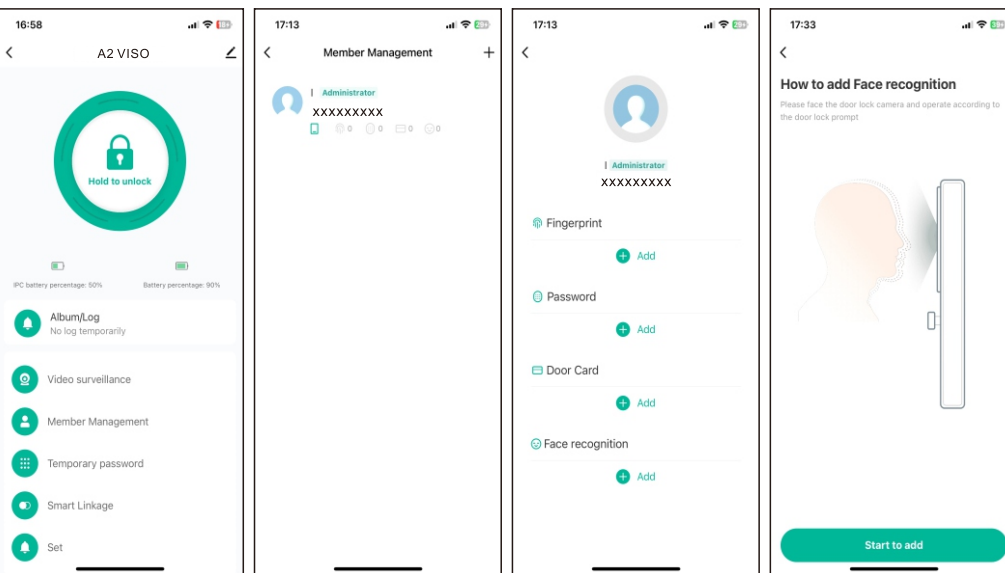 16:58
A2 VISO
Hold to unlock
IPC battery percentage: 50%
Battery percentage: 90%
Album/Log
No log temporarily
Video surveillance
Member Management
Temporary password
Smart Linkage
Set
17:13
Member Management
Administrator
XXXXXXXXX
0 0 0 0
17:13
Administrator
XXXXXXXXX
Fingerprint
Add
Password
Add
Door Card
Add
Face recognition
Add
17:33
How to add Face recognition
Please face the door lock camera and operate according to
the door lock prompt
Start to add